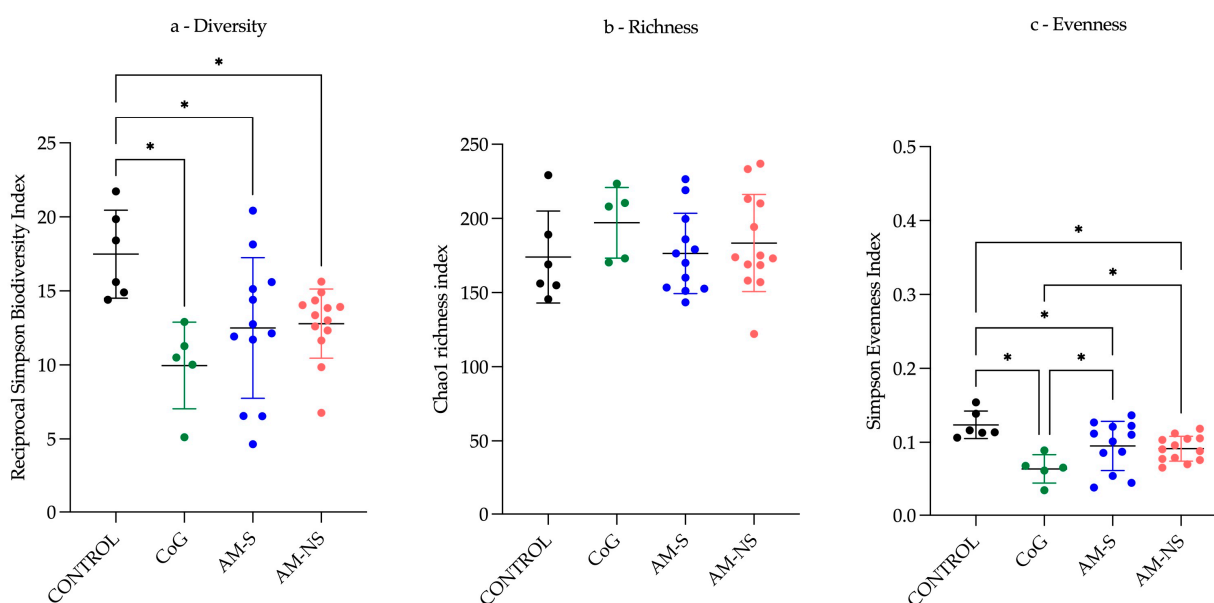 a - Diversity
b - Richness
c - Evenness
Reciprocal Simpson Biodiversity Index
25
20
15
10
5
0
*
*
*
CONTROL
CoG
AM-S
AM-NS
Chao1 richness index
250
200
150
100
50
0
CONTROL
CoG
AM-S
AM-NS
Simpson Evenness Index
0.5
0.4
0.3
0.2
0.1
0.0
*
*
*
*
*
CONTROL
CoG
AM-S
AM-NS